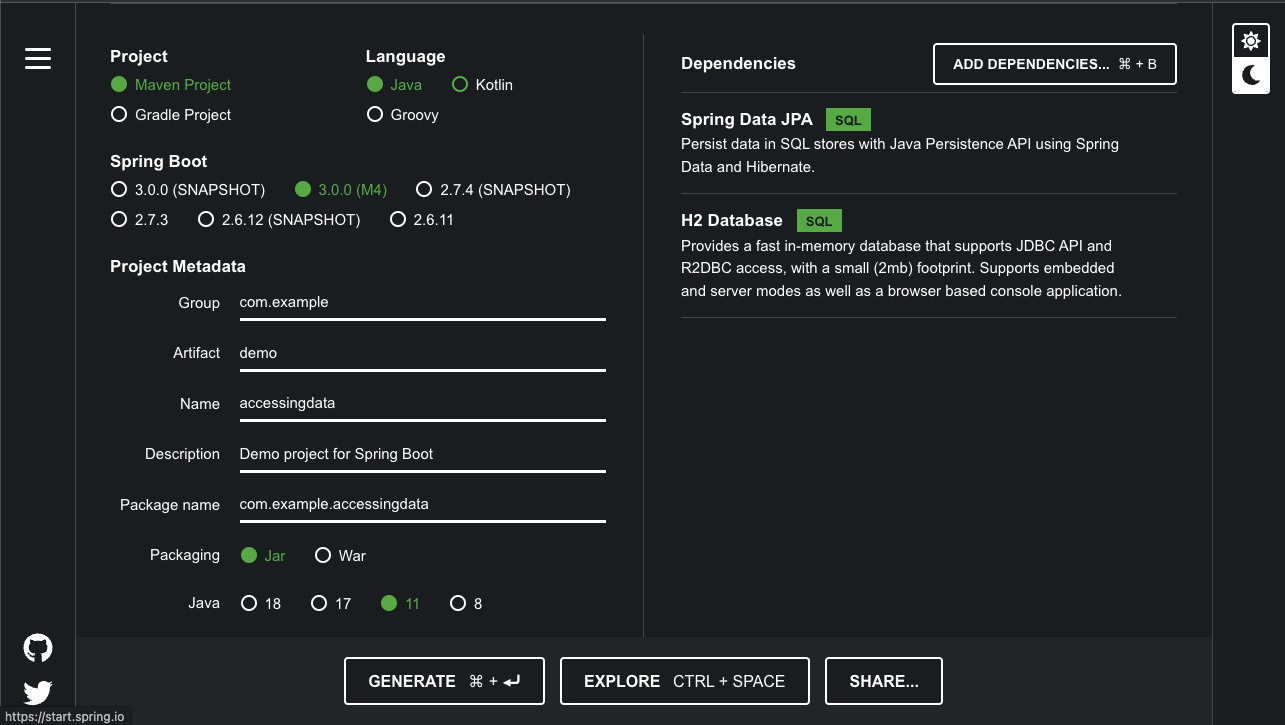 Project
Maven Project
Gradle Project
Language
Java
Kotlin
Groovy
Spring Boot
3.0.0 (SNAPSHOT)
3.0.0 (M4)
2.7.4 (SNAPSHOT)
2.7.3
2.6.12 (SNAPSHOT)
2.6.11
Project Metadata
Group com.example
Artifact demo
Name accessingdata
Description Demo project for Spring Boot
Package name com.example.accessingdata
Packaging Jar War
Java 18 17 11 8
Dependencies
ADD DEPENDENCIES... ⌘ + B
Spring Data JPA SQL
Persist data in SQL stores with Java Persistence API using Spring
Data and Hibernate.
H2 Database SQL
Provides a fast in-memory database that supports JDBC API and
R2DBC access, with a small (2mb) footprint. Supports embedded
and server modes as well as a browser based console application.
GENERATE ⌘ + ⏎
EXPLORE CTRL + SPACE
SHARE...
https://start.spring.io